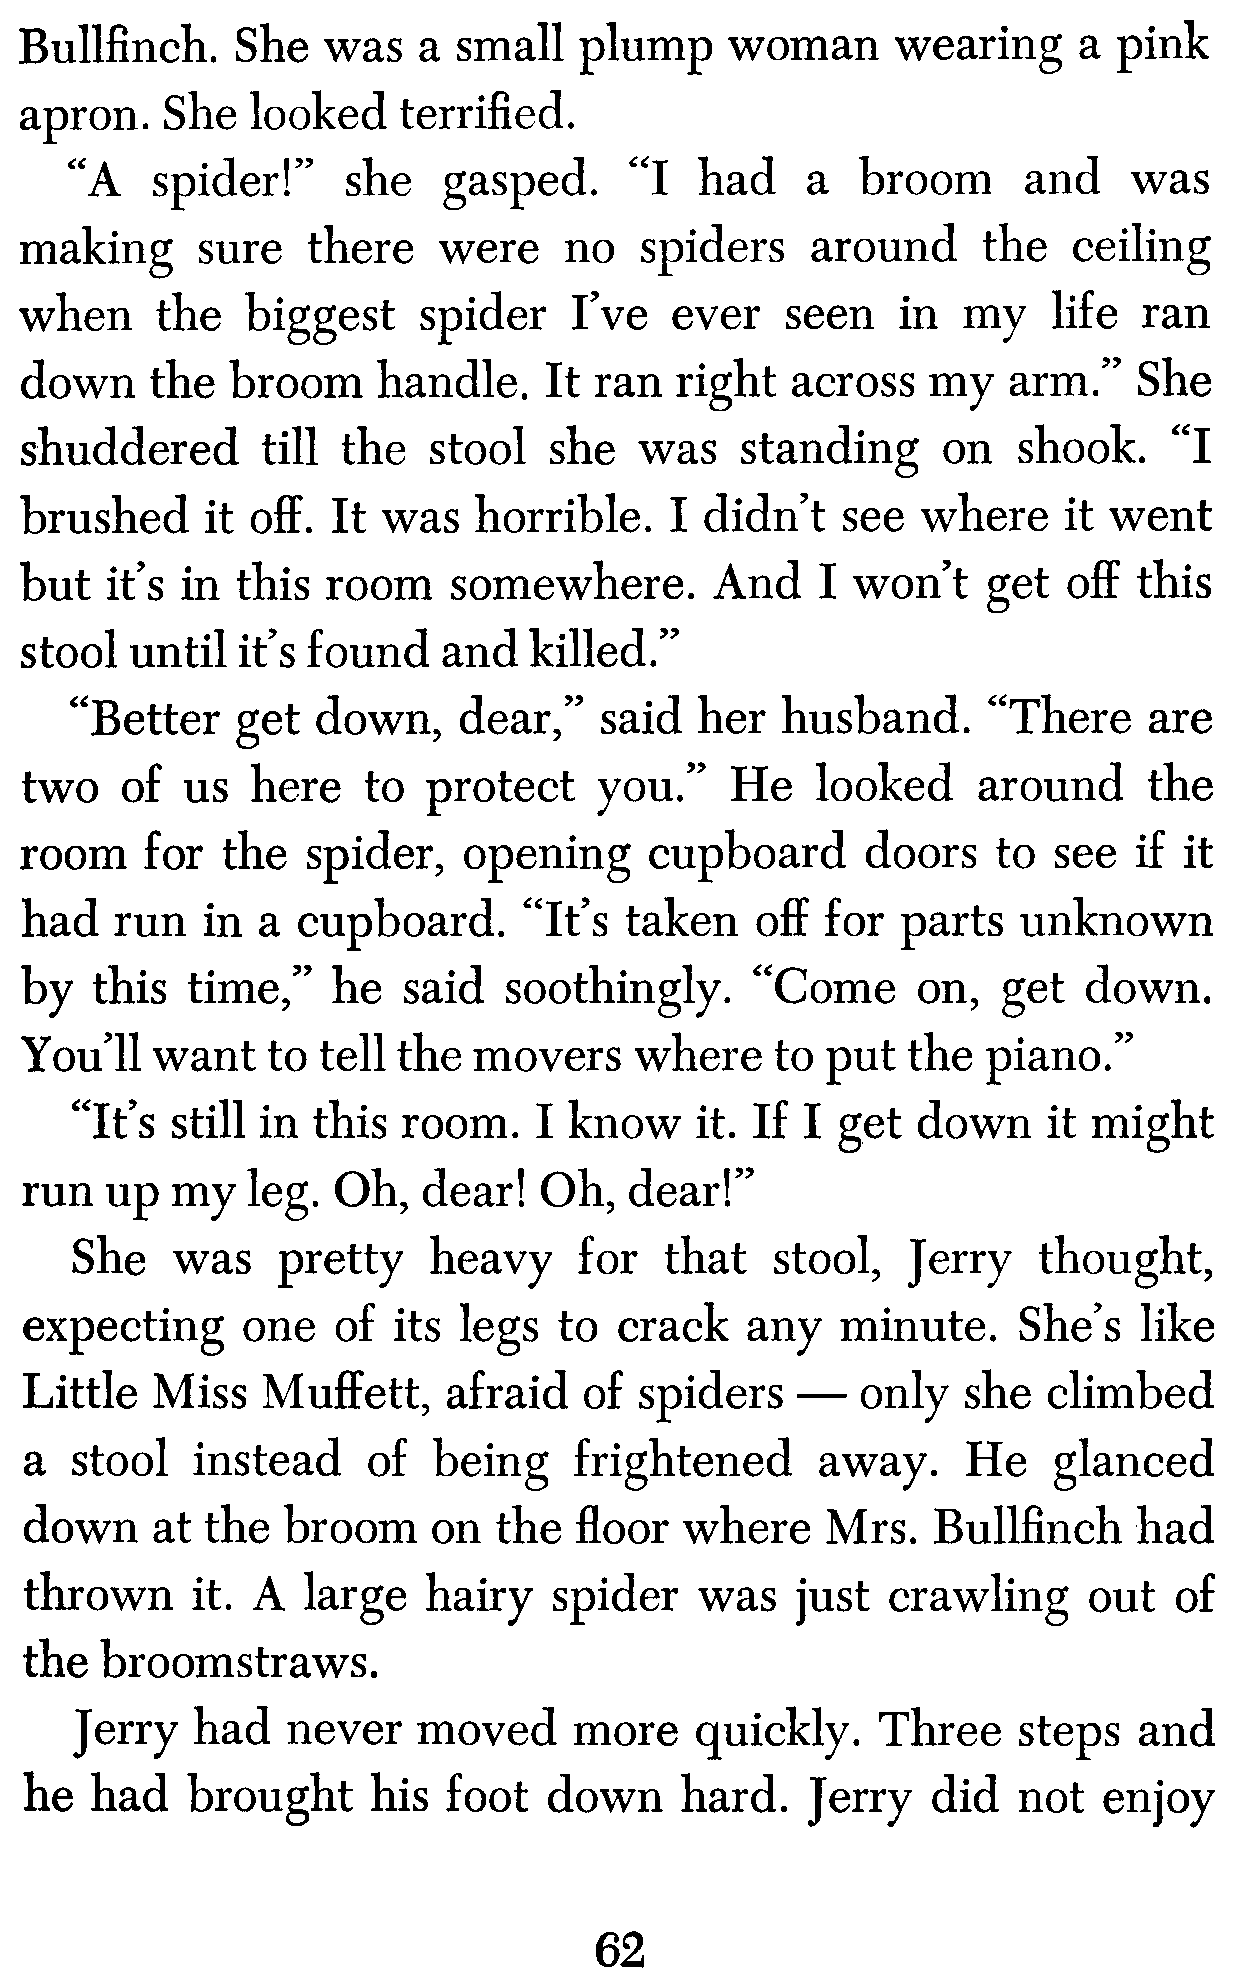 Bullfinch. She was a small plump woman wearing a pink
apron. She looked terrified.
“A spider!” she gasped. “I had a broom and was
making sure there were no spiders around the ceiling
when the biggest spider I’ve ever seen in my life ran
down the broom handle. It ran right across my arm.” She
shuddered till the stool she was standing on shook. “I
brushed it off. It was horrible. I didn’t see where it went
but it’s in this room somewhere. And I won’t get off this
stool until it’s found and killed.”
“Better get down, dear,” said her husband. “There are
two of us here to protect you.” He looked around the
room for the spider, opening cupboard doors to see if it
had run in a cupboard. “It’s taken off for parts unknown
by this time,” he said soothingly. “Come on, get down.
You’ll want to tell the movers where to put the piano.”
“It’s still in this room. I know it. If I get down it might
run up my leg. Oh, dear! Oh, dear!”
She was pretty heavy for that stool, Jerry thought,
expecting one of its legs to crack any minute. She’s like
Little Miss Muffett, afraid of spiders — only she climbed
a stool instead of being frightened away. He glanced
down at the broom on the floor where Mrs. Bullfinch had
thrown it. A large hairy spider was just crawling out of
the broomstraws.
Jerry had never moved more quickly. Three steps and
he had brought his foot down hard. Jerry did not enjoy
62